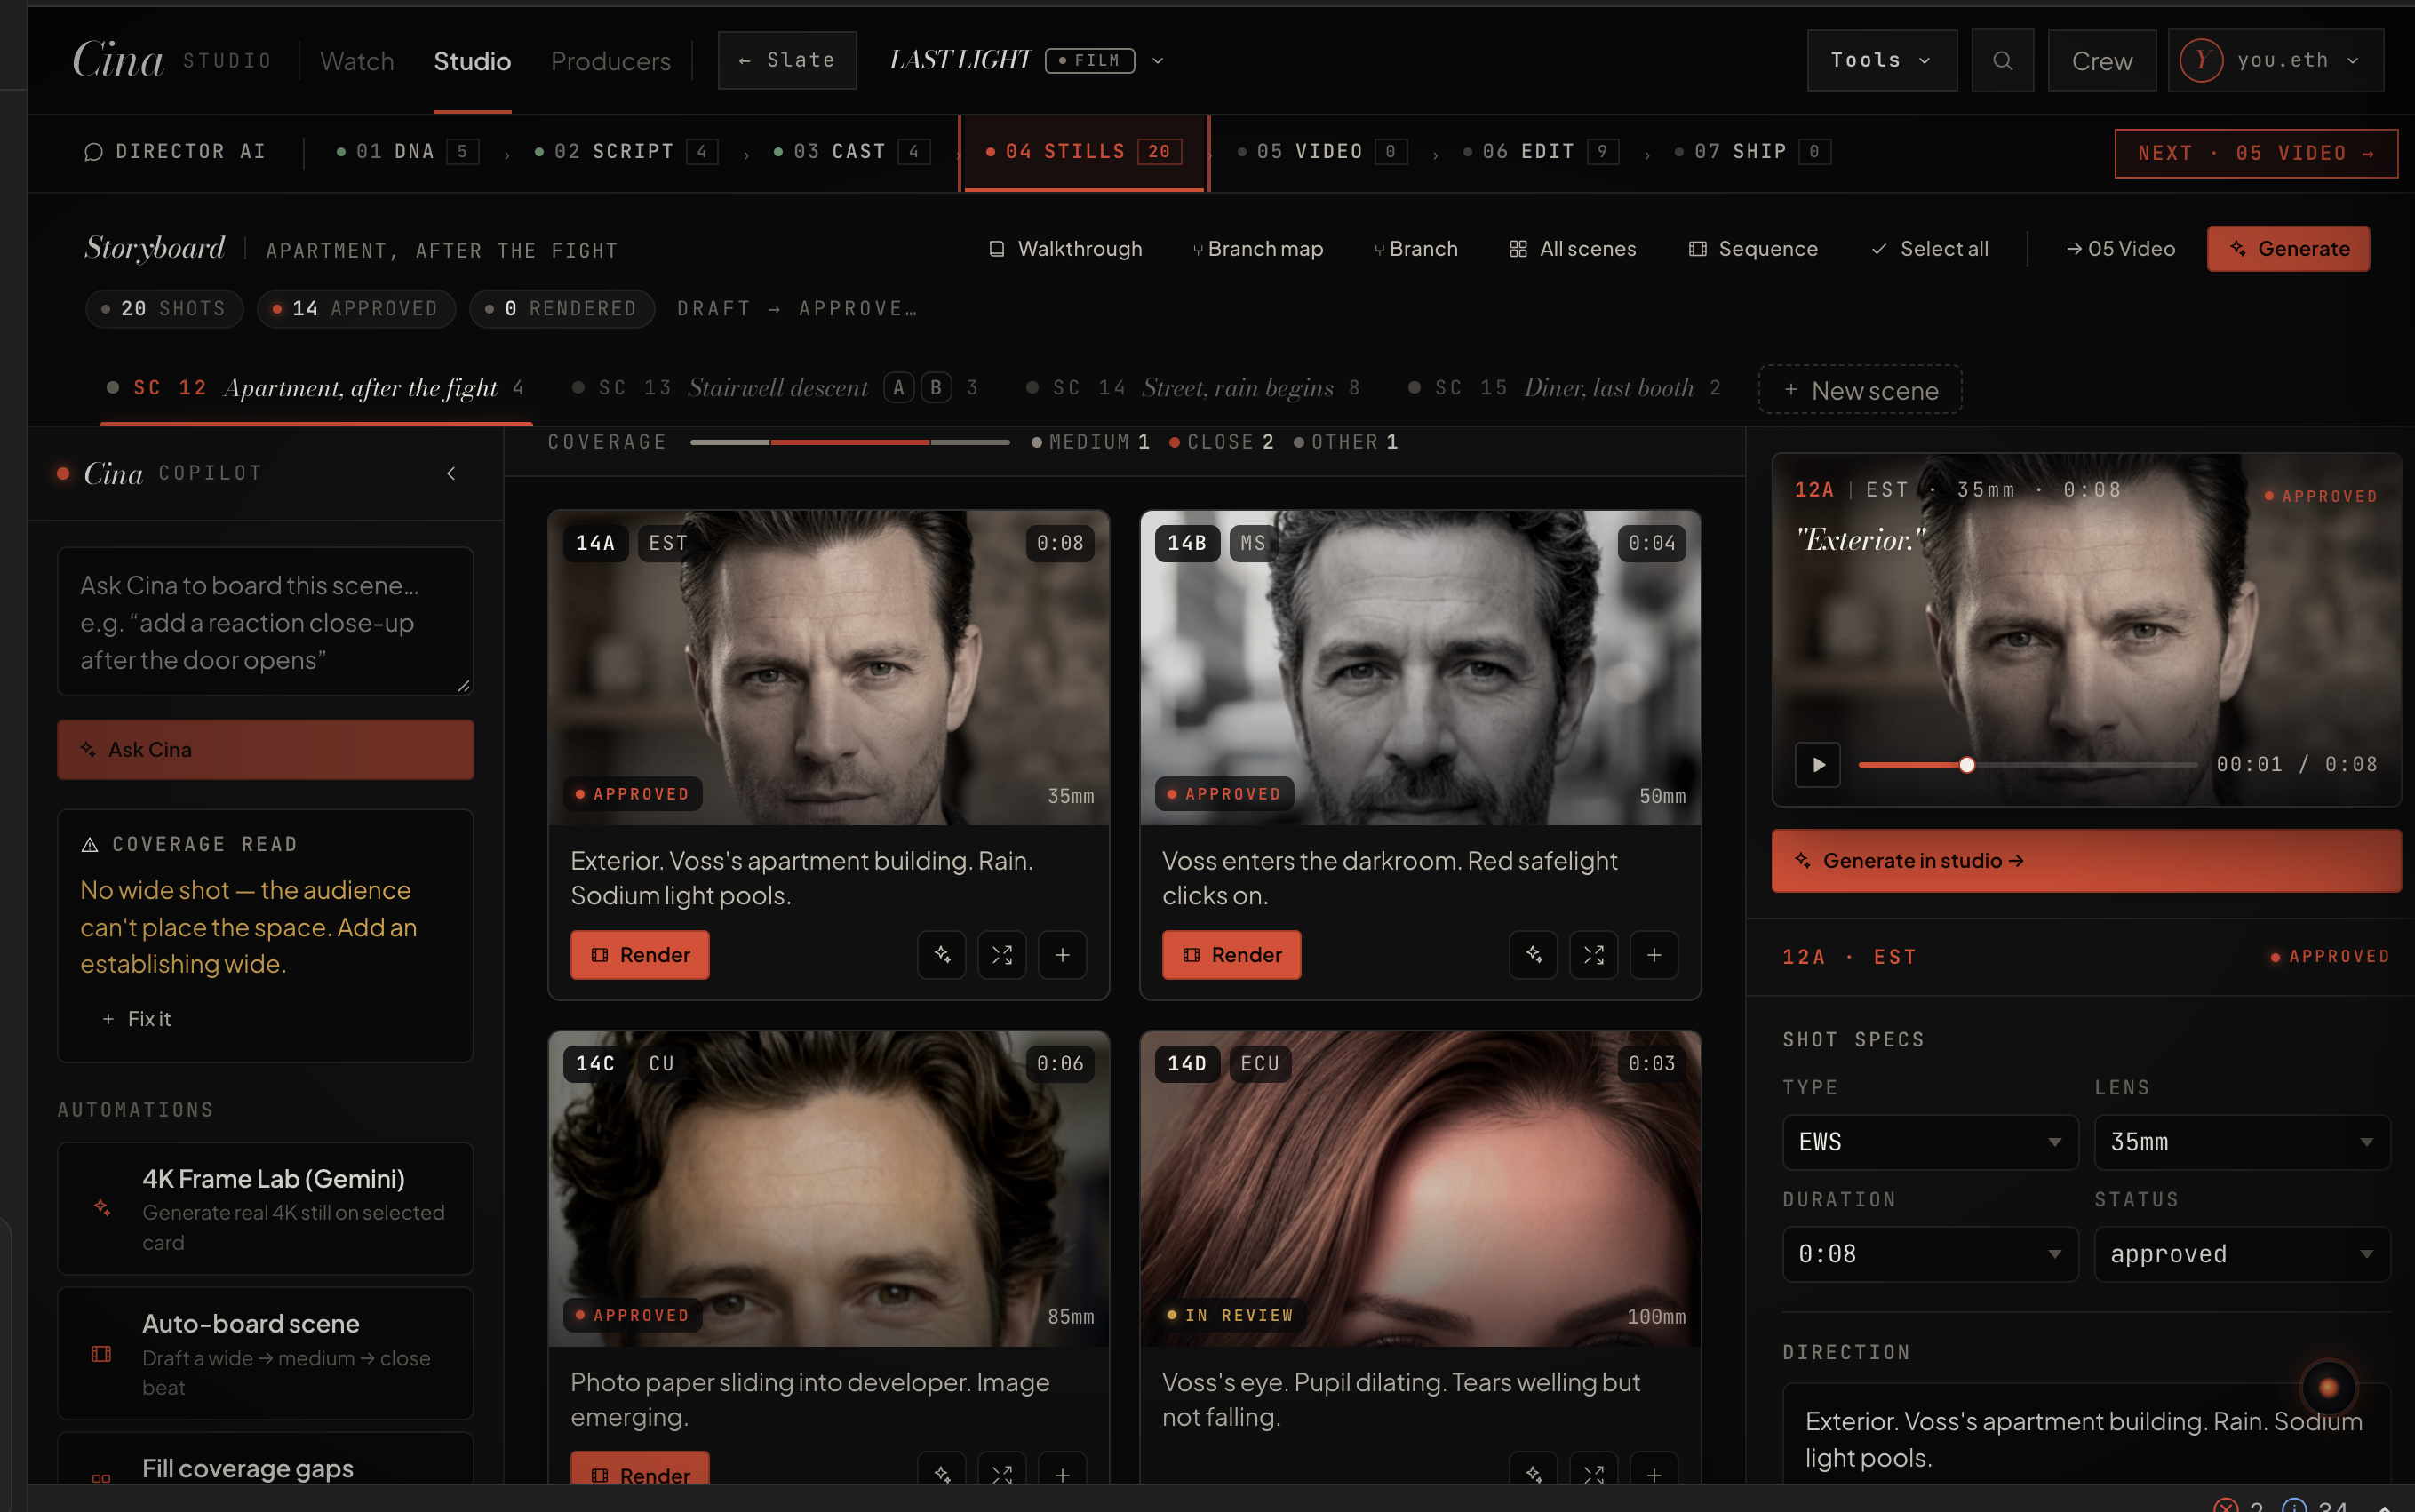 Cina STUDIO Watch Studio Producers ← Slate LAST LIGHT FILM Tools Crew Y you.eth
DIRECTOR AI 01 DNA 5 › 02 SCRIPT 4 › 03 CAST 4 › 04 STILLS 20 › 05 VIDEO 0 › 06 EDIT 9 › 07 SHIP 0 NEXT · 05 VIDEO →
Storyboard APARTMENT, AFTER THE FIGHT Walkthrough Branch map Branch All scenes Sequence Select all → 05 Video Generate
20 SHOTS 14 APPROVED 0 RENDERED DRAFT → APPROVE…
SC 12 Apartment, after the fight 4 SC 13 Stairwell descent A B 3 SC 14 Street, rain begins 8 SC 15 Diner, last booth 2 + New scene
Cina COPILOT
Ask Cina to board this scene…
e.g. “add a reaction close-up
after the door opens”
Ask Cina
COVERAGE READ
No wide shot — the audience
can't place the space. Add an
establishing wide.
+ Fix it
AUTOMATIONS
4K Frame Lab (Gemini)
Generate real 4K still on selected
card
Auto-board scene
Draft a wide → medium → close
beat
Fill coverage gaps
COVERAGE MEDIUM 1 CLOSE 2 OTHER 1
14A EST 0:08
APPROVED 35mm
Exterior. Voss's apartment building. Rain.
Sodium light pools.
Render
14B MS 0:04
APPROVED 50mm
Voss enters the darkroom. Red safelight
clicks on.
Render
14C CU 0:06
APPROVED 85mm
Photo paper sliding into developer. Image
emerging.
Render
14D ECU 0:03
IN REVIEW 100mm
Voss's eye. Pupil dilating. Tears welling but
not falling.
12A | EST · 35mm · 0:08 APPROVED
"Exterior."
00:01 / 0:08
Generate in studio →
12A · EST APPROVED
SHOT SPECS
TYPE LENS
EWS 35mm
DURATION STATUS
0:08 approved
DIRECTION
Exterior. Voss's apartment building. Rain. Sodium
light pools.